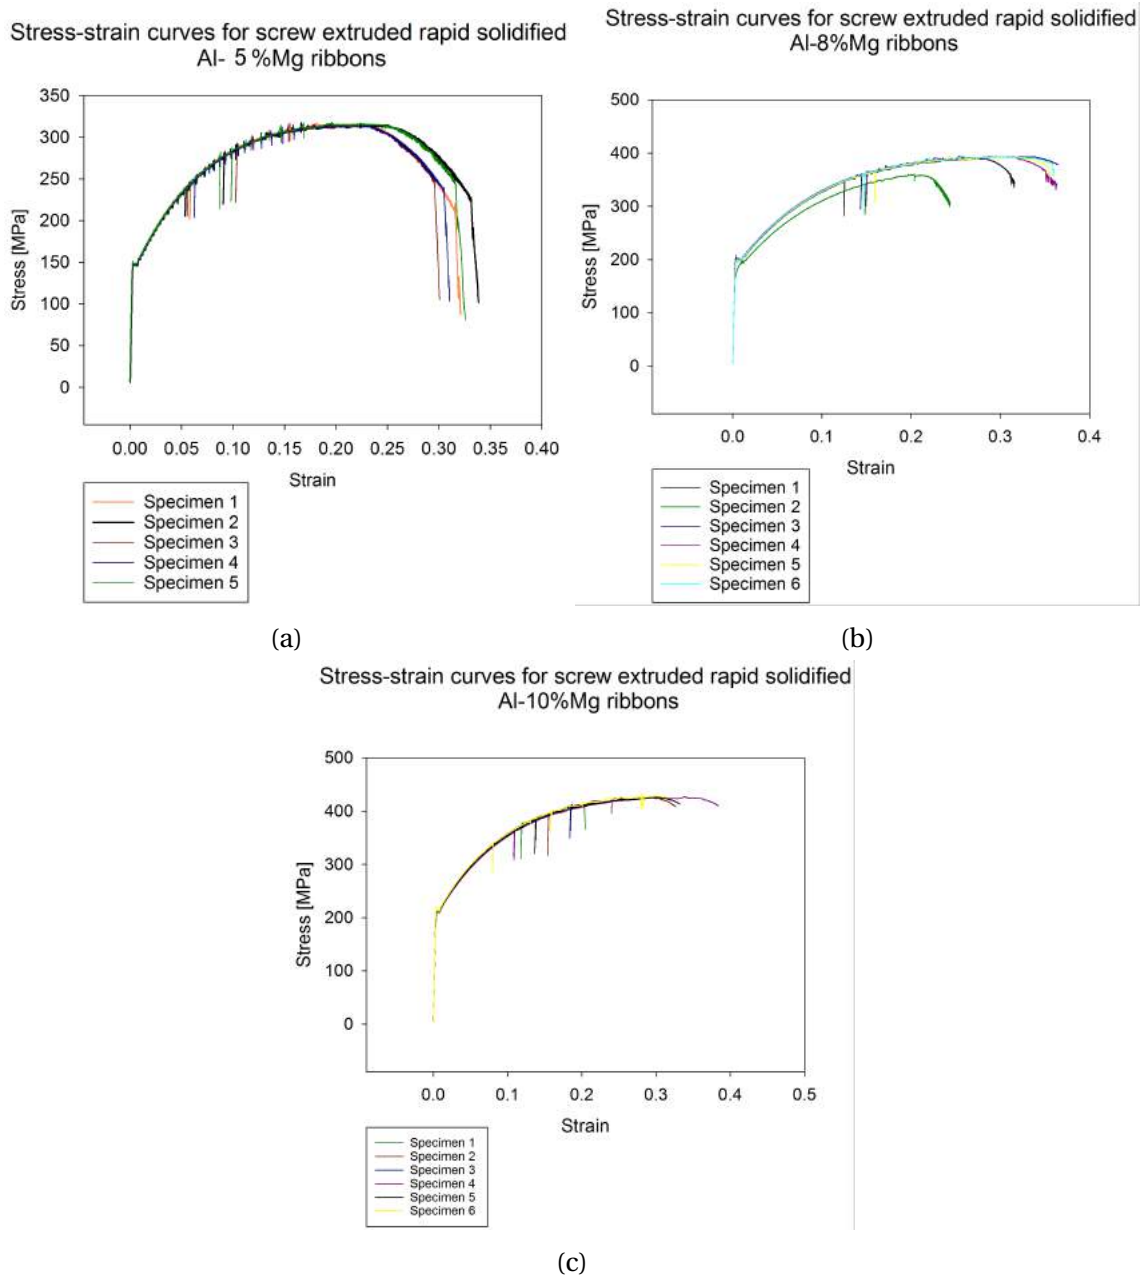 Stress-strain curves for screw extruded rapid solidified
Al- 5 %Mg ribbons
350
300
250
200
150
100
50
0
Stress [MPa]
0.00 0.05 0.10 0.15 0.20 0.25 0.30 0.35 0.40
Strain
Specimen 1
Specimen 2
Specimen 3
Specimen 4
Specimen 5
(a)
Stress-strain curves for screw extruded rapid solidified
Al-8%Mg ribbons
500
400
300
200
100
0
Stress [MPa]
0.0 0.1 0.2 0.3 0.4
Strain
Specimen 1
Specimen 2
Specimen 3
Specimen 4
Specimen 5
Specimen 6
(b)
Stress-strain curves for screw extruded rapid solidified
Al-10%Mg ribbons
500
400
300
200
100
0
Stress [MPa]
0.0 0.1 0.2 0.3 0.4 0.5
Strain
Specimen 1
Specimen 2
Specimen 3
Specimen 4
Specimen 5
Specimen 6
(c)